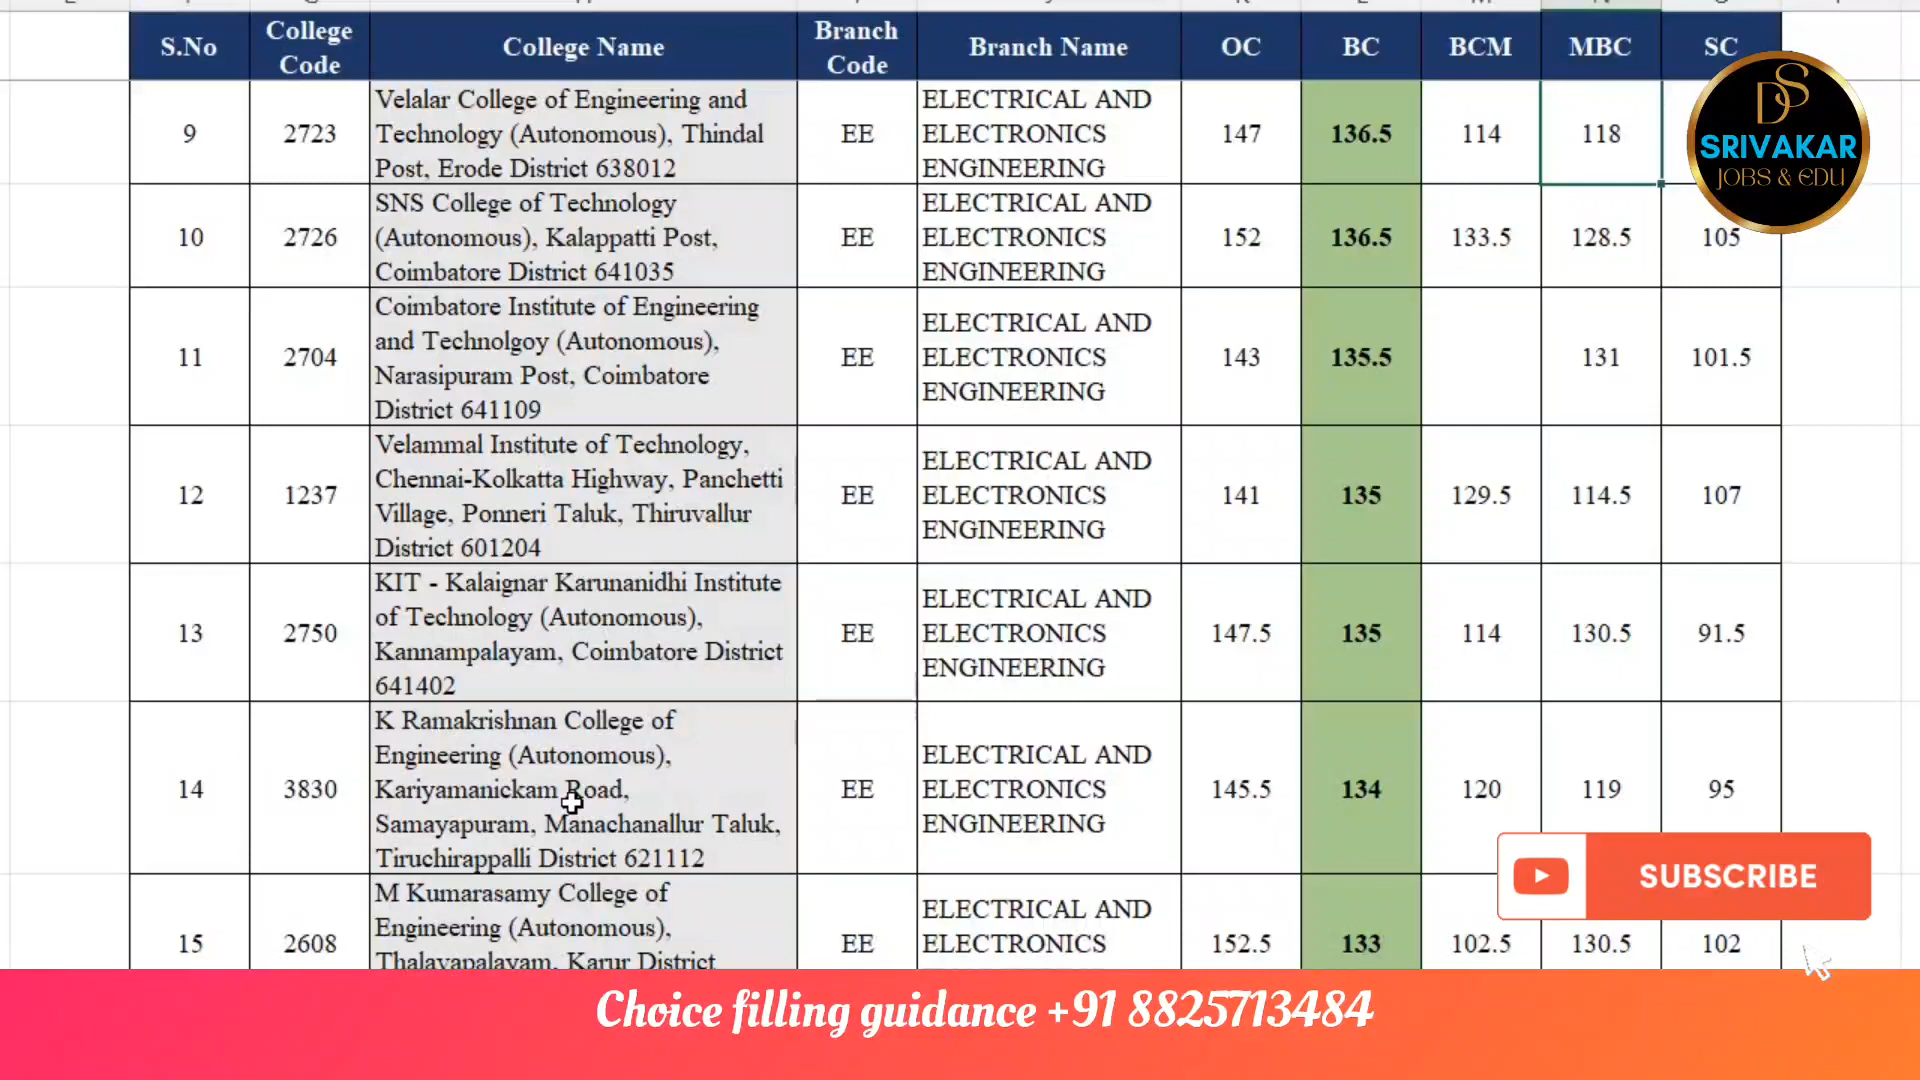 S.No College Code College Name Branch Code Branch Name OC BC BCM MBC SC
9 2723 Velalar College of Engineering and Technology (Autonomous), Thindal Post, Erode District 638012 EE ELECTRICAL AND ELECTRONICS ENGINEERING 147 136.5 114 118
10 2726 SNS College of Technology (Autonomous), Kalappatti Post, Coimbatore District 641035 EE ELECTRICAL AND ELECTRONICS ENGINEERING 152 136.5 133.5 128.5 105
11 2704 Coimbatore Institute of Engineering and Technolgoy (Autonomous), Narasipuram Post, Coimbatore District 641109 EE ELECTRICAL AND ELECTRONICS ENGINEERING 143 135.5 131 101.5
12 1237 Velammal Institute of Technology, Chennai-Kolkatta Highway, Panchetti Village, Ponneri Taluk, Thiruvallur District 601204 EE ELECTRICAL AND ELECTRONICS ENGINEERING 141 135 129.5 114.5 107
13 2750 KIT - Kalaignar Karunanidhi Institute of Technology (Autonomous), Kannampalayam, Coimbatore District 641402 EE ELECTRICAL AND ELECTRONICS ENGINEERING 147.5 135 114 130.5 91.5
14 3830 K Ramakrishnan College of Engineering (Autonomous), Kariyamanickam Road, Samayapuram, Manachanallur Taluk, Tiruchirappalli District 621112 EE ELECTRICAL AND ELECTRONICS ENGINEERING 145.5 134 120 119 95
15 2608 M Kumarasamy College of Engineering (Autonomous), Thalavapalayam, Karur District EE ELECTRICAL AND ELECTRONICS 152.5 133 102.5 130.5 102
DS
SRIVAKAR
JOBS & EDU
SUBSCRIBE
Choice filling guidance +91 8825713484